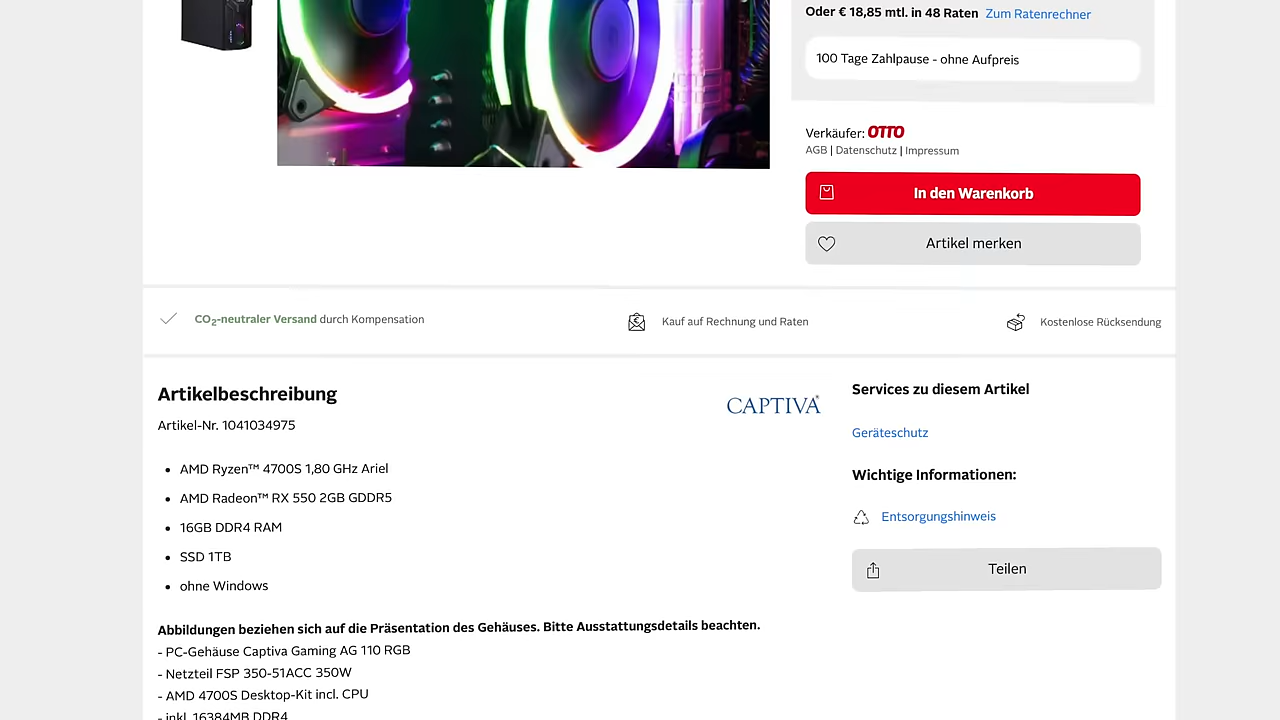 Oder € 18,85 mtl. in 48 Raten Zum Ratenrechner
100 Tage Zahlpause - ohne Aufpreis
Verkäufer: OTTO
AGB | Datenschutz | Impressum
In den Warenkorb
Artikel merken
CO₂-neutraler Versand durch Kompensation
Kauf auf Rechnung und Raten
Kostenlose Rücksendung
Artikelbeschreibung
CAPTIVA®
Artikel-Nr. 1041034975
• AMD Ryzen™ 4700S 1,80 GHz Ariel
• AMD Radeon™ RX 550 2GB GDDR5
• 16GB DDR4 RAM
• SSD 1TB
• ohne Windows
Abbildungen beziehen sich auf die Präsentation des Gehäuses. Bitte Ausstattungsdetails beachten.
- PC-Gehäuse Captiva Gaming AG 110 RGB
- Netzteil FSP 350-51ACC 350W
- AMD 4700S Desktop-Kit incl. CPU
- inkl. 16384MB DDR4
Services zu diesem Artikel
Geräteschutz
Wichtige Informationen:
Entsorgungshinweis
Teilen